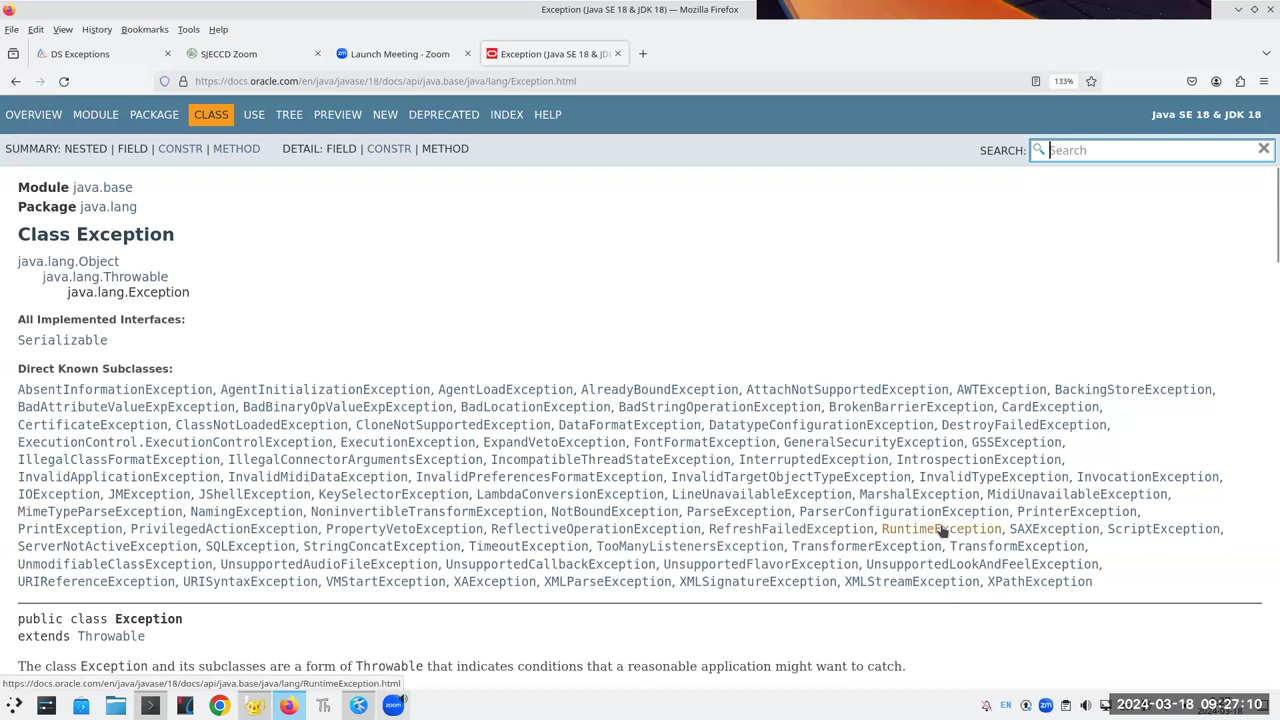 Exception (Java SE 18 & JDK 18) — Mozilla Firefox
File Edit View History Bookmarks Tools Help
DS Exceptions
SJECCD Zoom
Launch Meeting - Zoom
Exception (Java SE 18 & JD
https://docs.oracle.com/en/java/javase/18/docs/api/java.base/java/lang/Exception.html
133%
OVERVIEW MODULE PACKAGE CLASS USE TREE PREVIEW NEW DEPRECATED INDEX HELP
Java SE 18 & JDK 18
SUMMARY: NESTED | FIELD | CONSTR | METHOD DETAIL: FIELD | CONSTR | METHOD
SEARCH: Search
Module java.base
Package java.lang
Class Exception
java.lang.Object
java.lang.Throwable
java.lang.Exception
All Implemented Interfaces:
Serializable
Direct Known Subclasses:
AbsentInformationException, AgentInitializationException, AgentLoadException, AlreadyBoundException, AttachNotSupportedException, AWTException, BackingStoreException,
BadAttributeValueExpException, BadBinaryOpValueExpException, BadLocationException, BadStringOperationException, BrokenBarrierException, CardException,
CertificateException, ClassNotLoadedException, CloneNotSupportedException, DataFormatException, DatatypeConfigurationException, DestroyFailedException,
ExecutionControl.ExecutionControlException, ExecutionException, ExpandVetoException, FontFormatException, GeneralSecurityException, GSSException,
IllegalClassFormatException, IllegalConnectorArgumentsException, IncompatibleThreadStateException, InterruptedException, IntrospectionException,
InvalidApplicationException, InvalidMidiDataException, InvalidPreferencesFormatException, InvalidTargetObjectTypeException, InvalidTypeException, InvocationException,
IOException, JMException, JShellException, KeySelectorException, LambdaConversionException, LineUnavailableException, MarshalException, MidiUnavailableException,
MimeTypeParseException, NamingException, NoninvertibleTransformException, NotBoundException, ParseException, ParserConfigurationException, PrinterException,
PrintException, PrivilegedActionException, PropertyVetoException, ReflectiveOperationException, RefreshFailedException, RuntimeException, SAXException, ScriptException,
ServerNotActiveException, SQLException, StringConcatException, TimeoutException, TooManyListenersException, TransformerException, TransformException,
UnmodifiableClassException, UnsupportedAudioFileException, UnsupportedCallbackException, UnsupportedFlavorException, UnsupportedLookAndFeelException,
URIReferenceException, URISyntaxException, VMStartException, XAException, XMLParseException, XMLSignatureException, XMLStreamException, XPathException
public class Exception
extends Throwable
The class Exception and its subclasses are a form of Throwable that indicates conditions that a reasonable application might want to catch.
https://docs.oracle.com/en/java/javase/18/docs/api/java.base/java/lang/RuntimeException.html
Th
zoom
EN
zm
2024-03-18 09:27:10